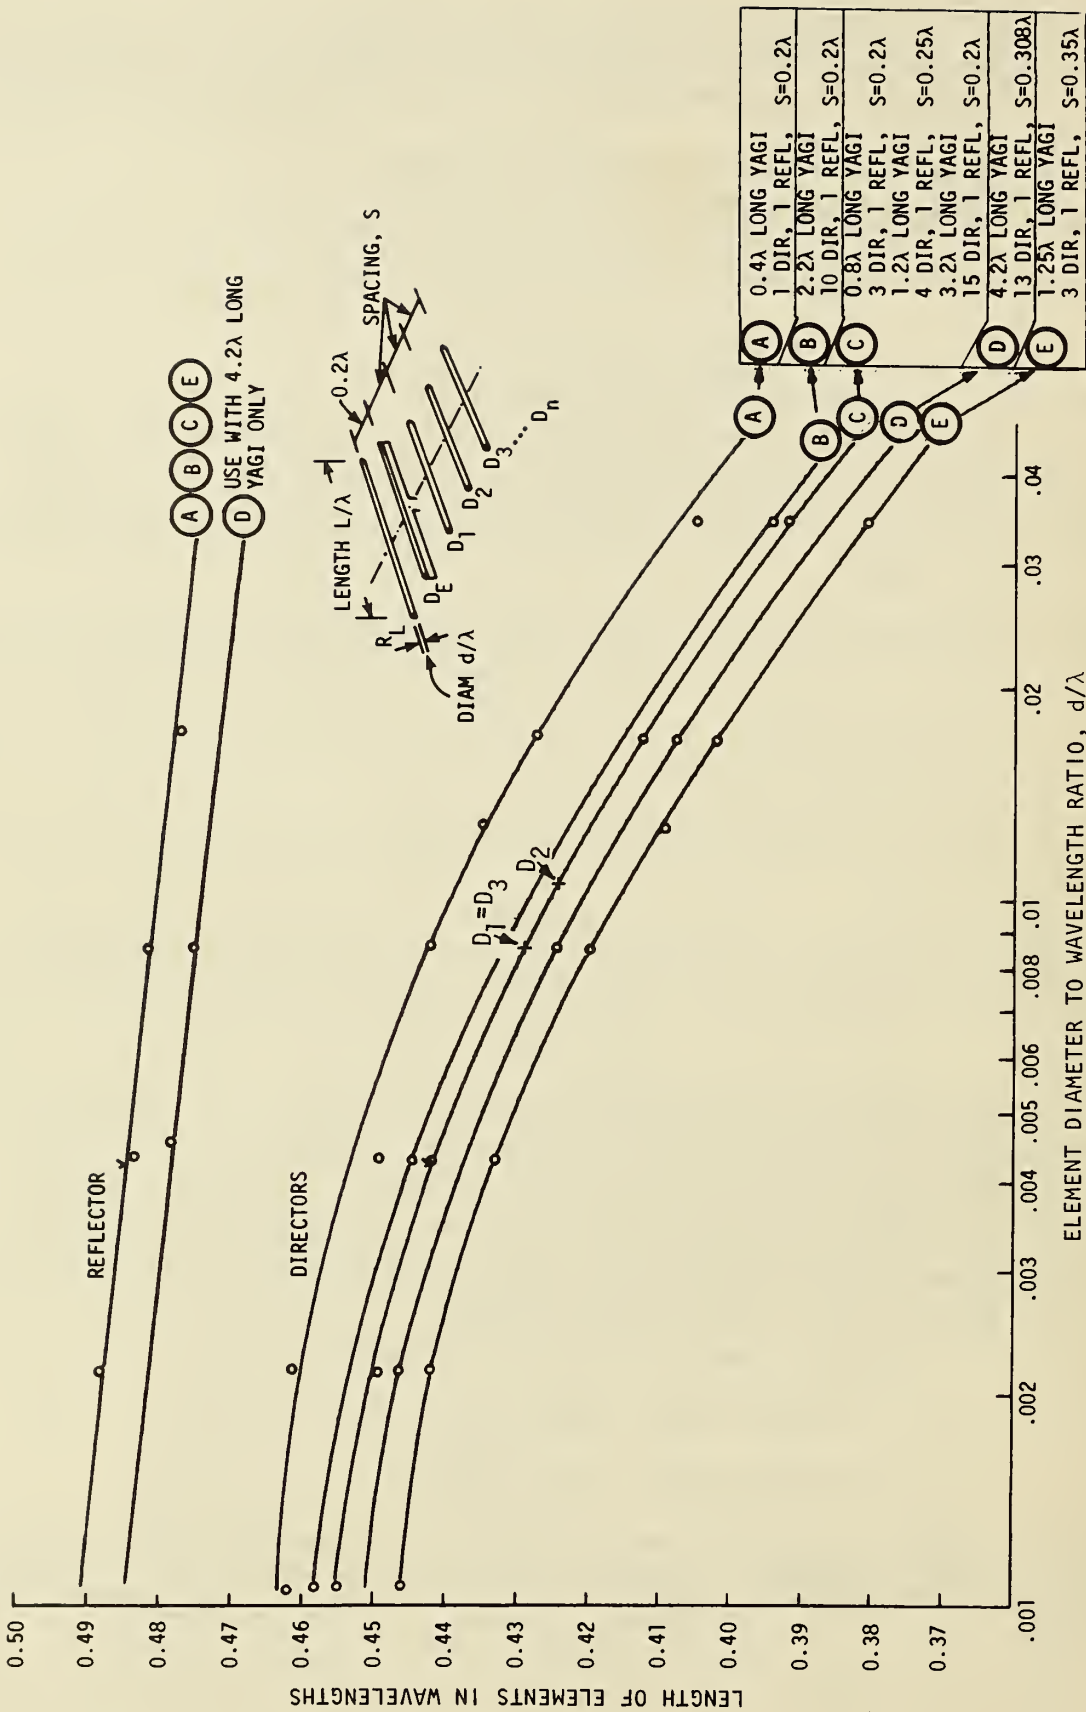 LENGTH OF ELEMENTS IN WAVELENGTHS
0.50
0.49
0.48
0.47
0.46
0.45
0.44
0.43
0.42
0.41
0.40
0.39
0.38
0.37
REFLECTOR
A B C E
D USE WITH 4.2λ LONG
YAGI ONLY
LENGTH L/λ
0.2λ
SPACING, S
R_L
DIAM d/λ
D_E
D_1
D_2
D_3
D_n
DIRECTORS
D_1=D_3
D_2
A
B
C
D
E
A 0.4λ LONG YAGI
1 DIR, 1 REFL, S=0.2λ
B 2.2λ LONG YAGI
10 DIR, 1 REFL, S=0.2λ
C 0.8λ LONG YAGI
3 DIR, 1 REFL, S=0.2λ
1.2λ LONG YAGI
4 DIR, 1 REFL, S=0.25λ
3.2λ LONG YAGI
15 DIR, 1 REFL, S=0.2λ
D 4.2λ LONG YAGI
13 DIR, 1 REFL, S=0.308λ
E 1.25λ LONG YAGI
3 DIR, 1 REFL, S=0.35λ
.001 .002 .003 .004 .005 .006 .008 .01 .02 .03 .04
ELEMENT DIAMETER TO WAVELENGTH RATIO, d/λ